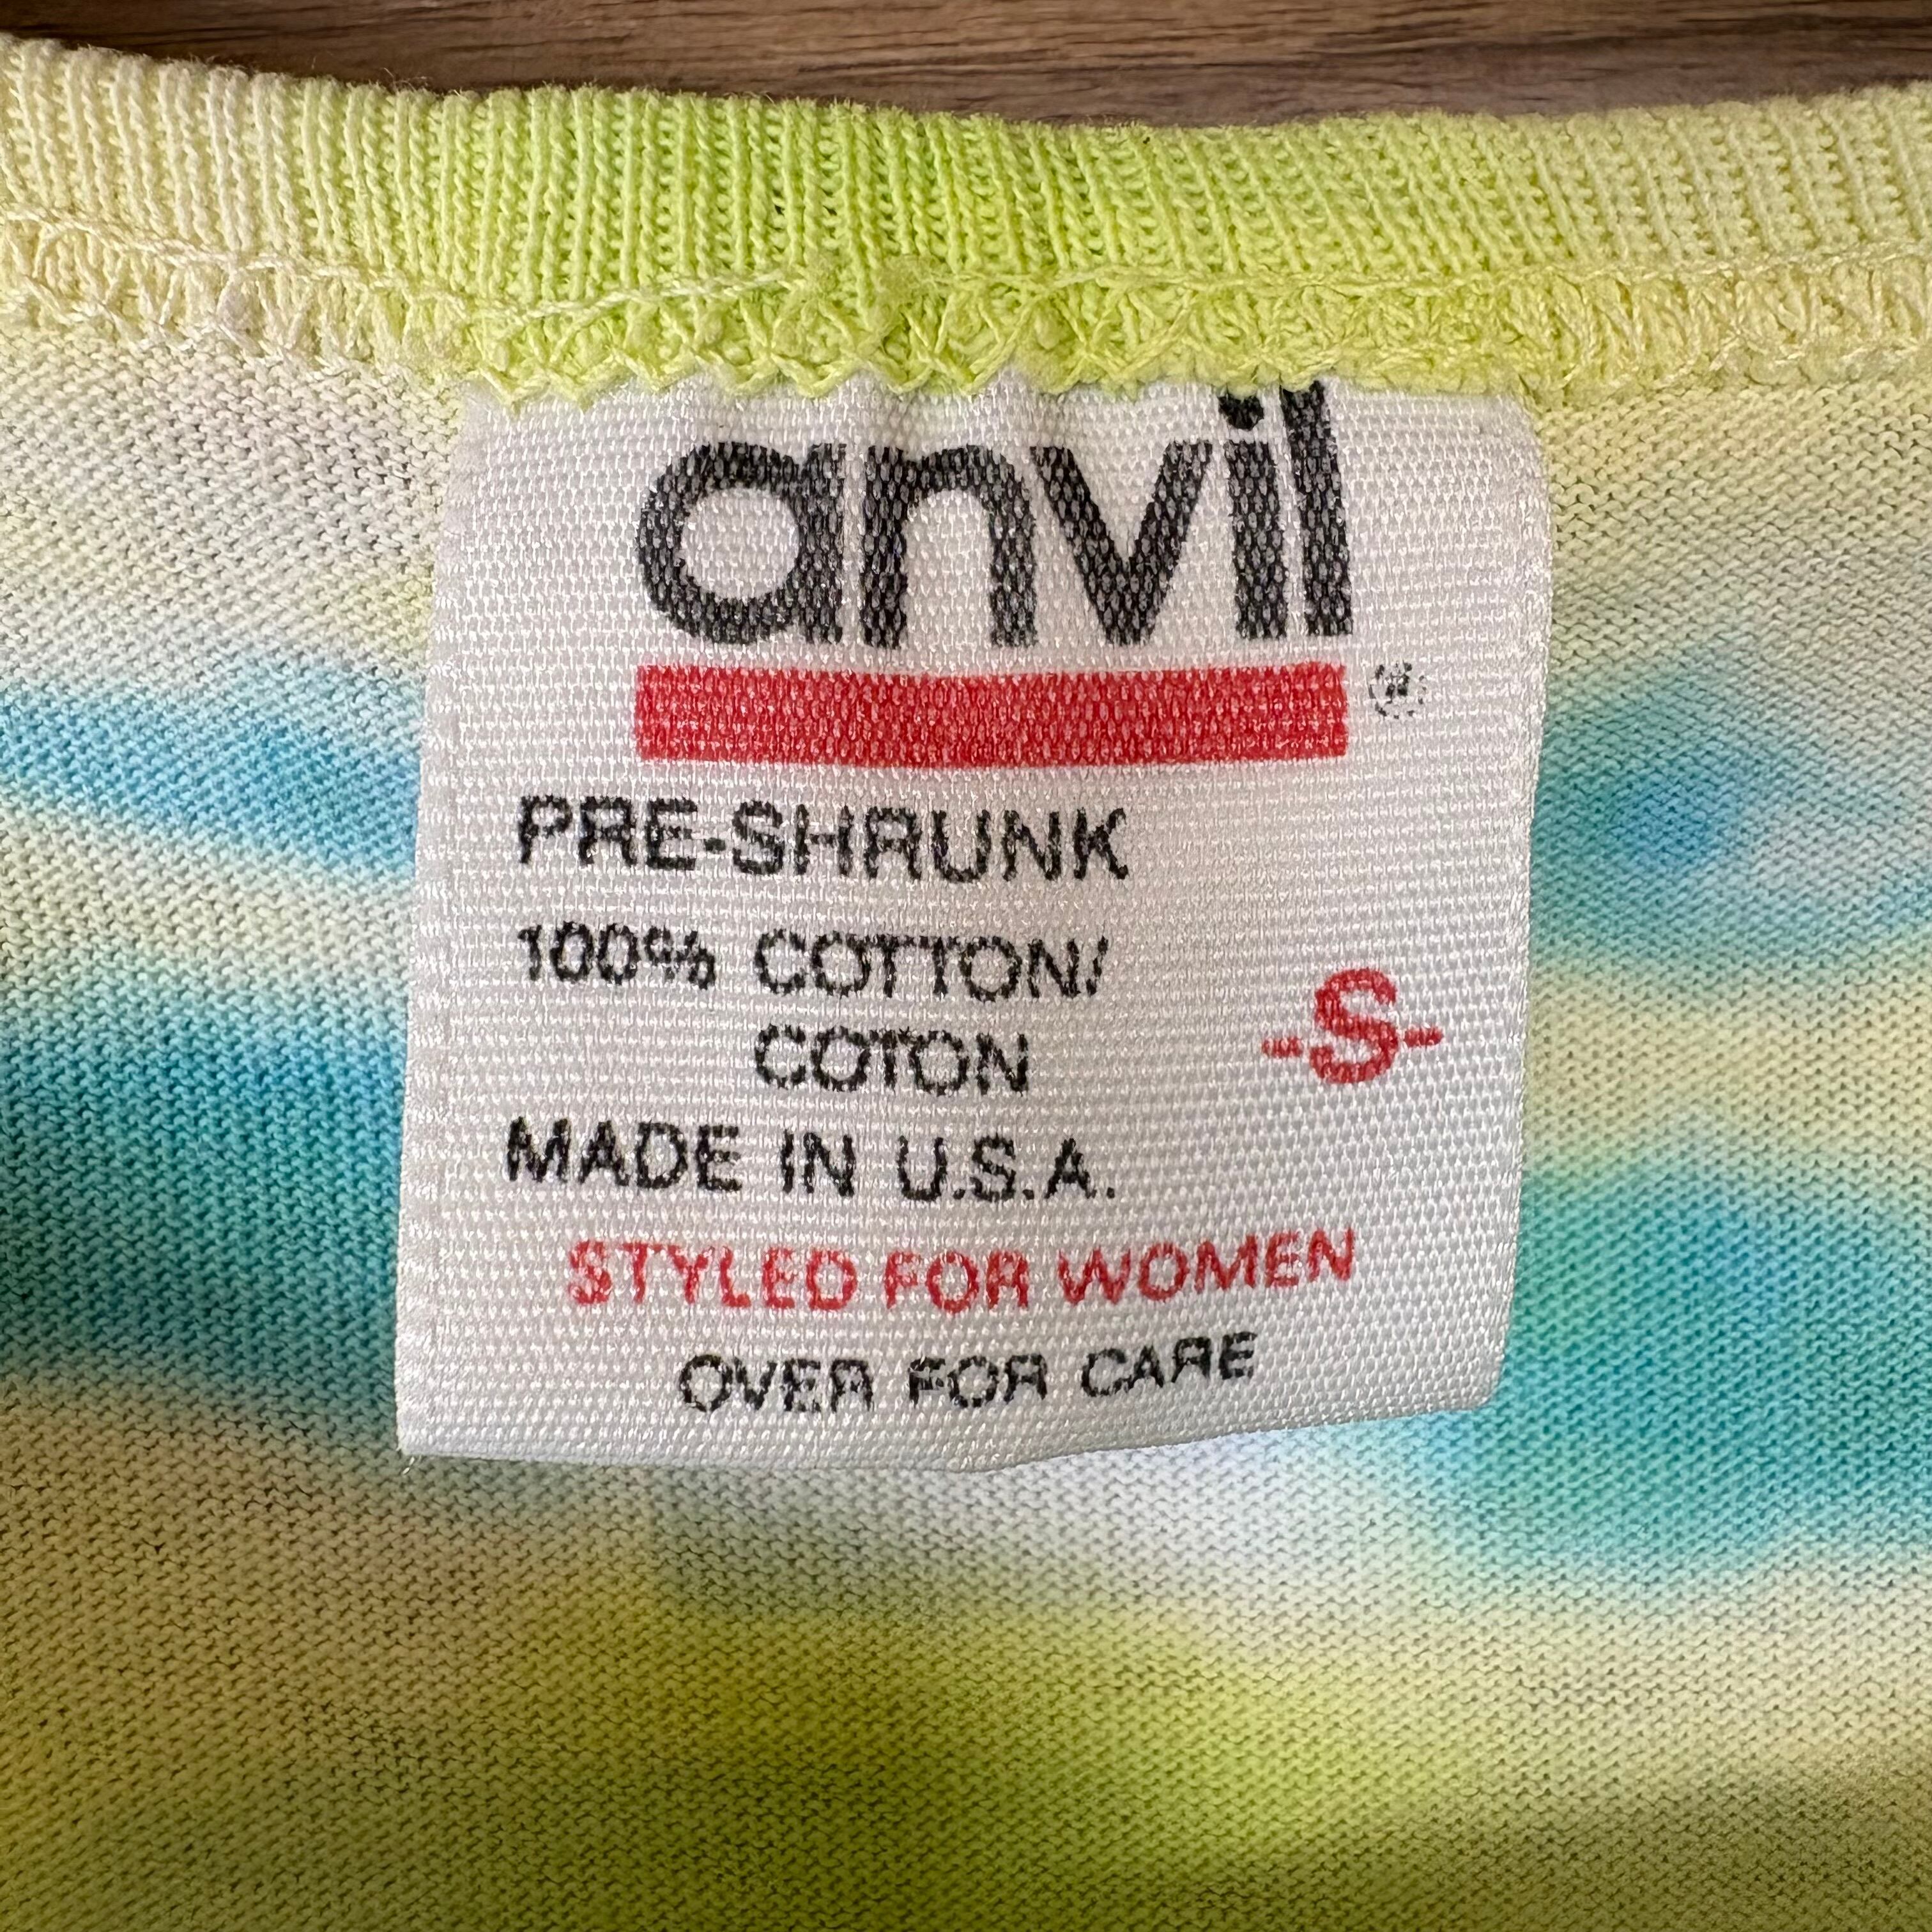 anvil
®
PRE-SHRUNK
100% COTTON/
COTON
-S-
MADE IN U.S.A.
STYLED FOR WOMEN
OVER FOR CARE